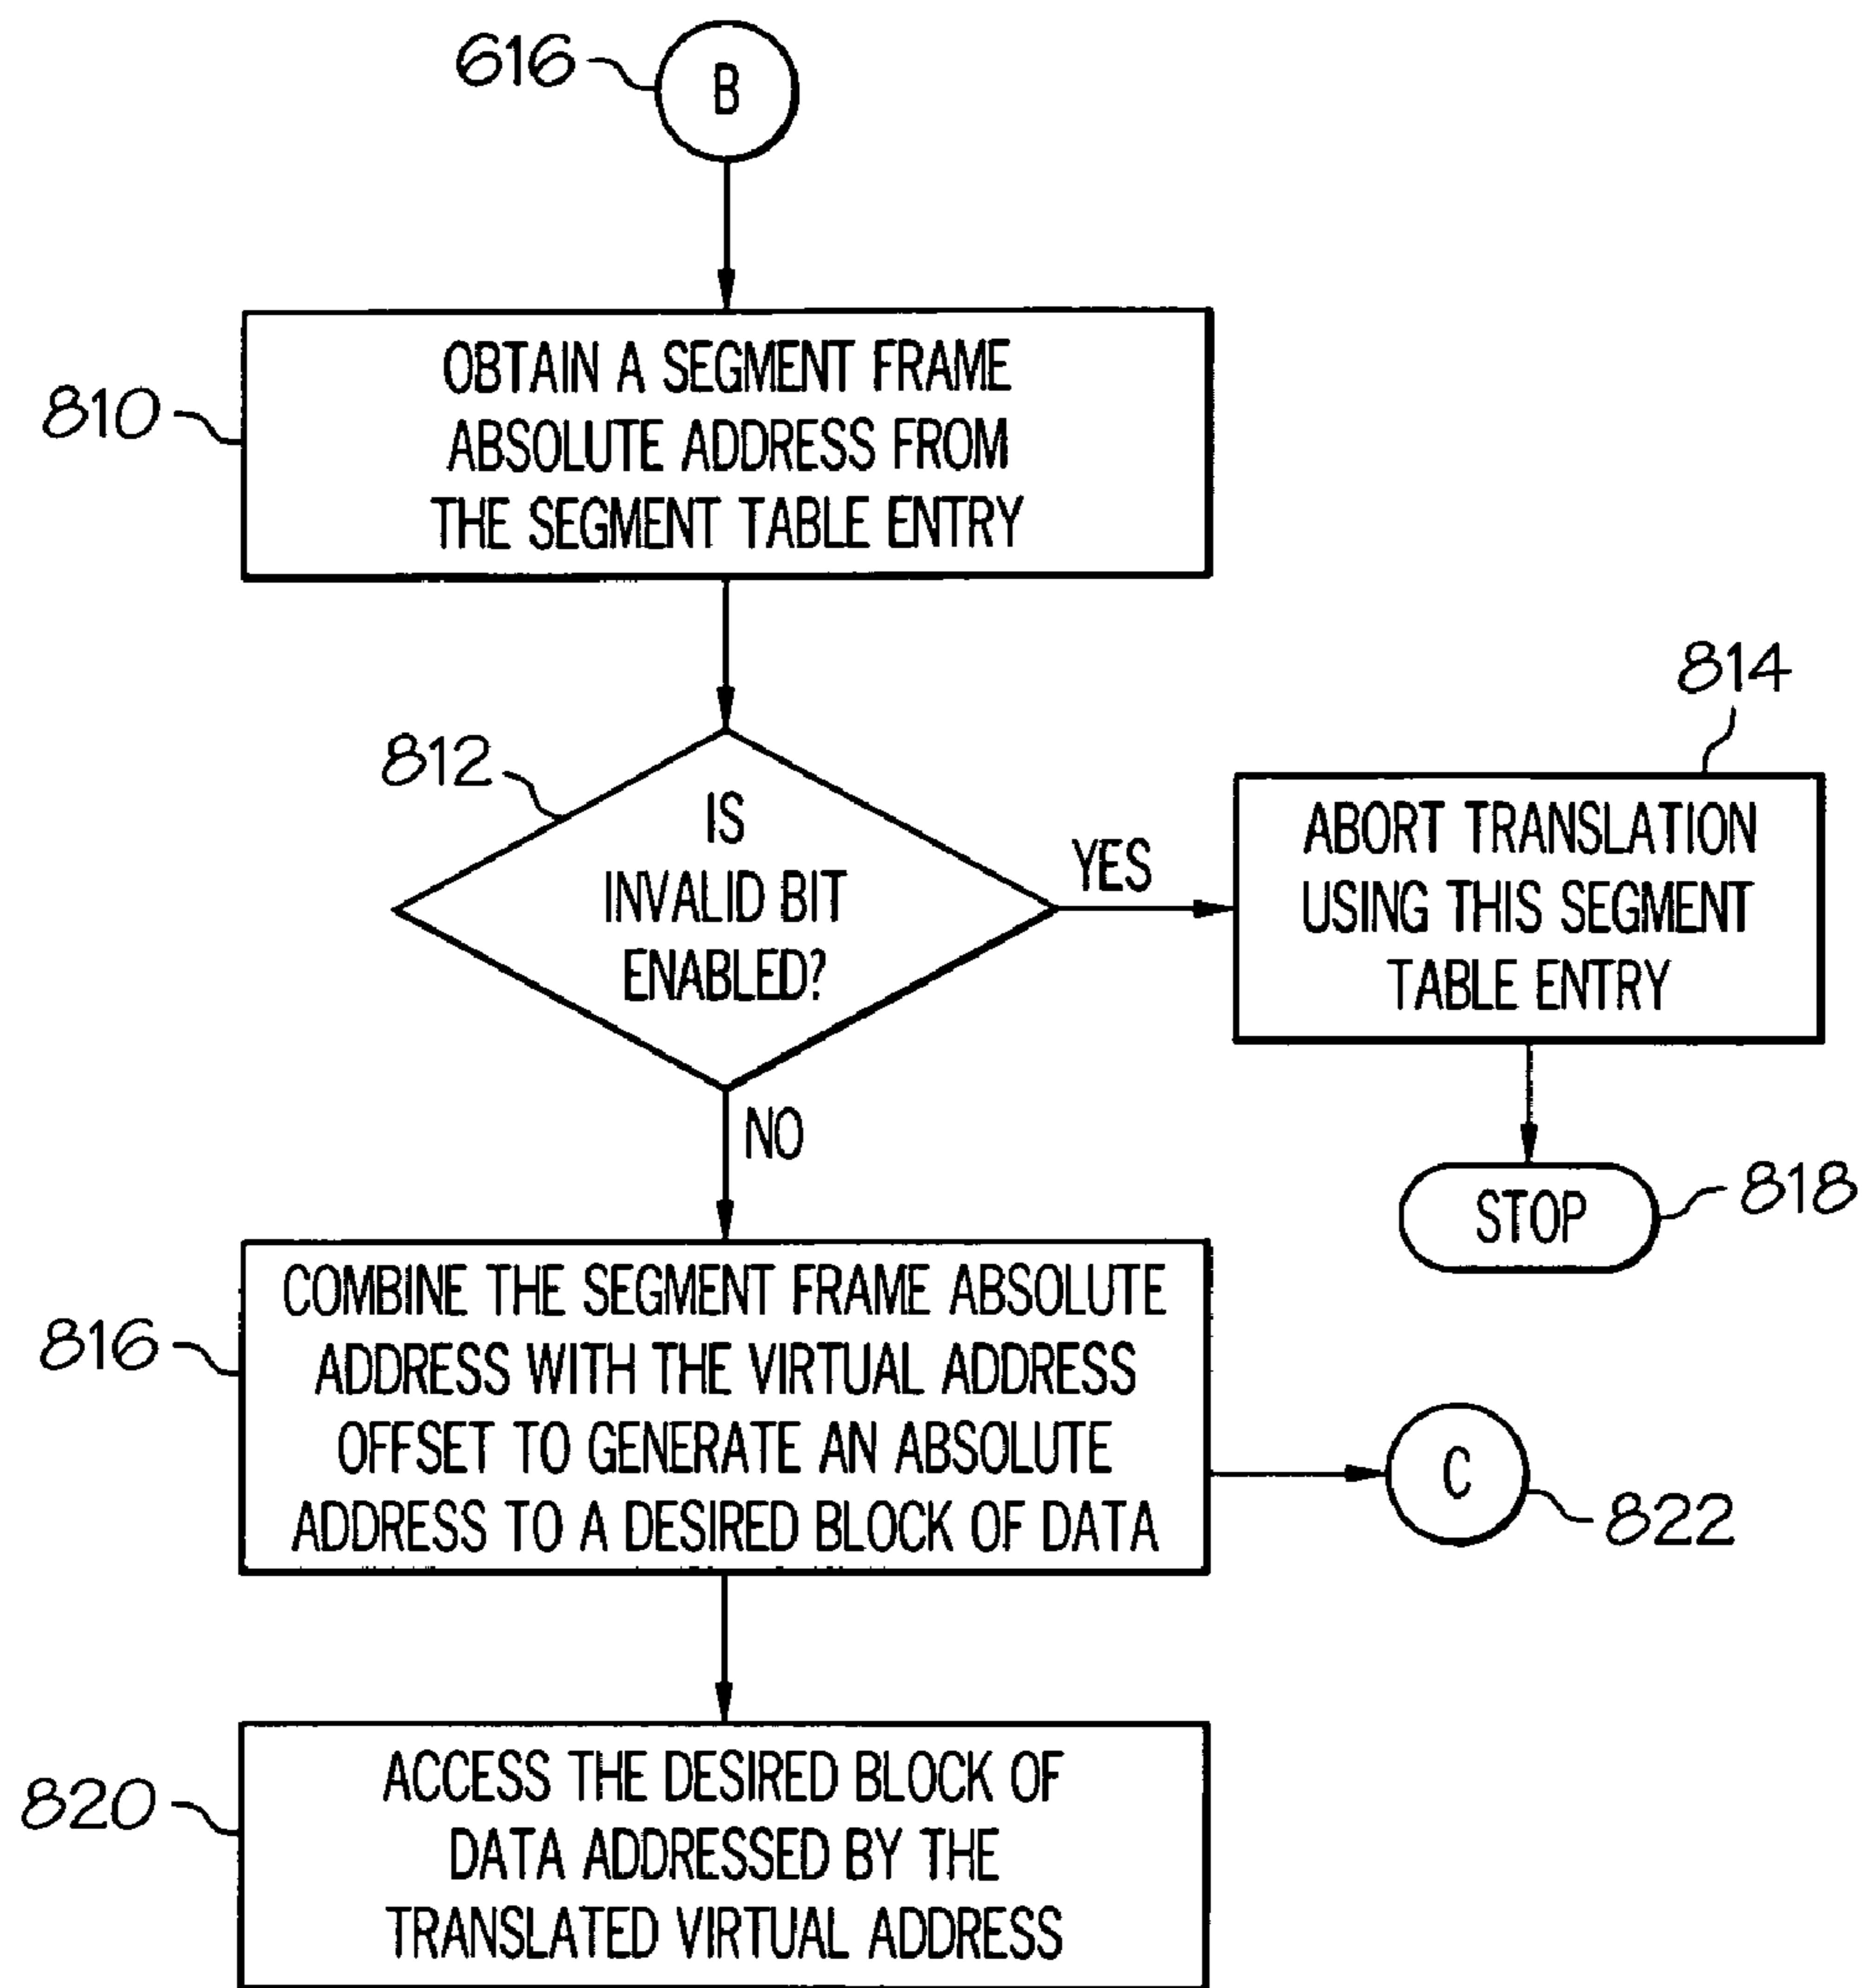 616
B
810
OBTAIN A SEGMENT FRAME
ABSOLUTE ADDRESS FROM
THE SEGMENT TABLE ENTRY
812
IS
INVALID BIT
ENABLED?
YES
814
ABORT TRANSLATION
USING THIS SEGMENT
TABLE ENTRY
NO
STOP
818
816
COMBINE THE SEGMENT FRAME ABSOLUTE
ADDRESS WITH THE VIRTUAL ADDRESS
OFFSET TO GENERATE AN ABSOLUTE
ADDRESS TO A DESIRED BLOCK OF DATA
C
822
820
ACCESS THE DESIRED BLOCK OF
DATA ADDRESSED BY THE
TRANSLATED VIRTUAL ADDRESS